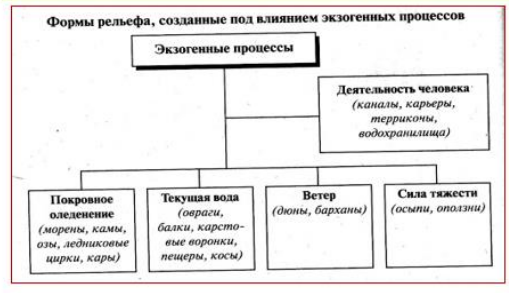 Формы рельефа, созданные под влиянием экзогенных процессов
Экзогенные процессы
Деятельность человека
(каналы, карьеры,
терриконы,
водохранилища)
Покровное
оледенение
(морены, камы,
озы, ледниковые
цирки, кары)
Текущая вода
(овраги,
балки, карсто-
вые воронки,
пещеры, косы)
Ветер
(дюны, барханы)
Сила тяжести
(осыпи, оползни)